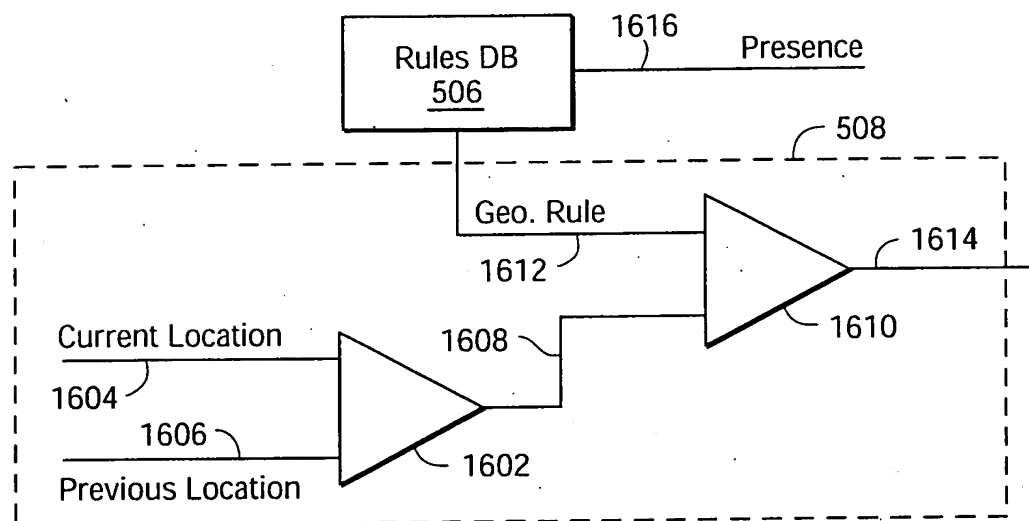 1616
Presence
Rules DB
506
508
Geo. Rule
1612
1614
1610
Current Location
1604
1608
1606
Previous Location
1602